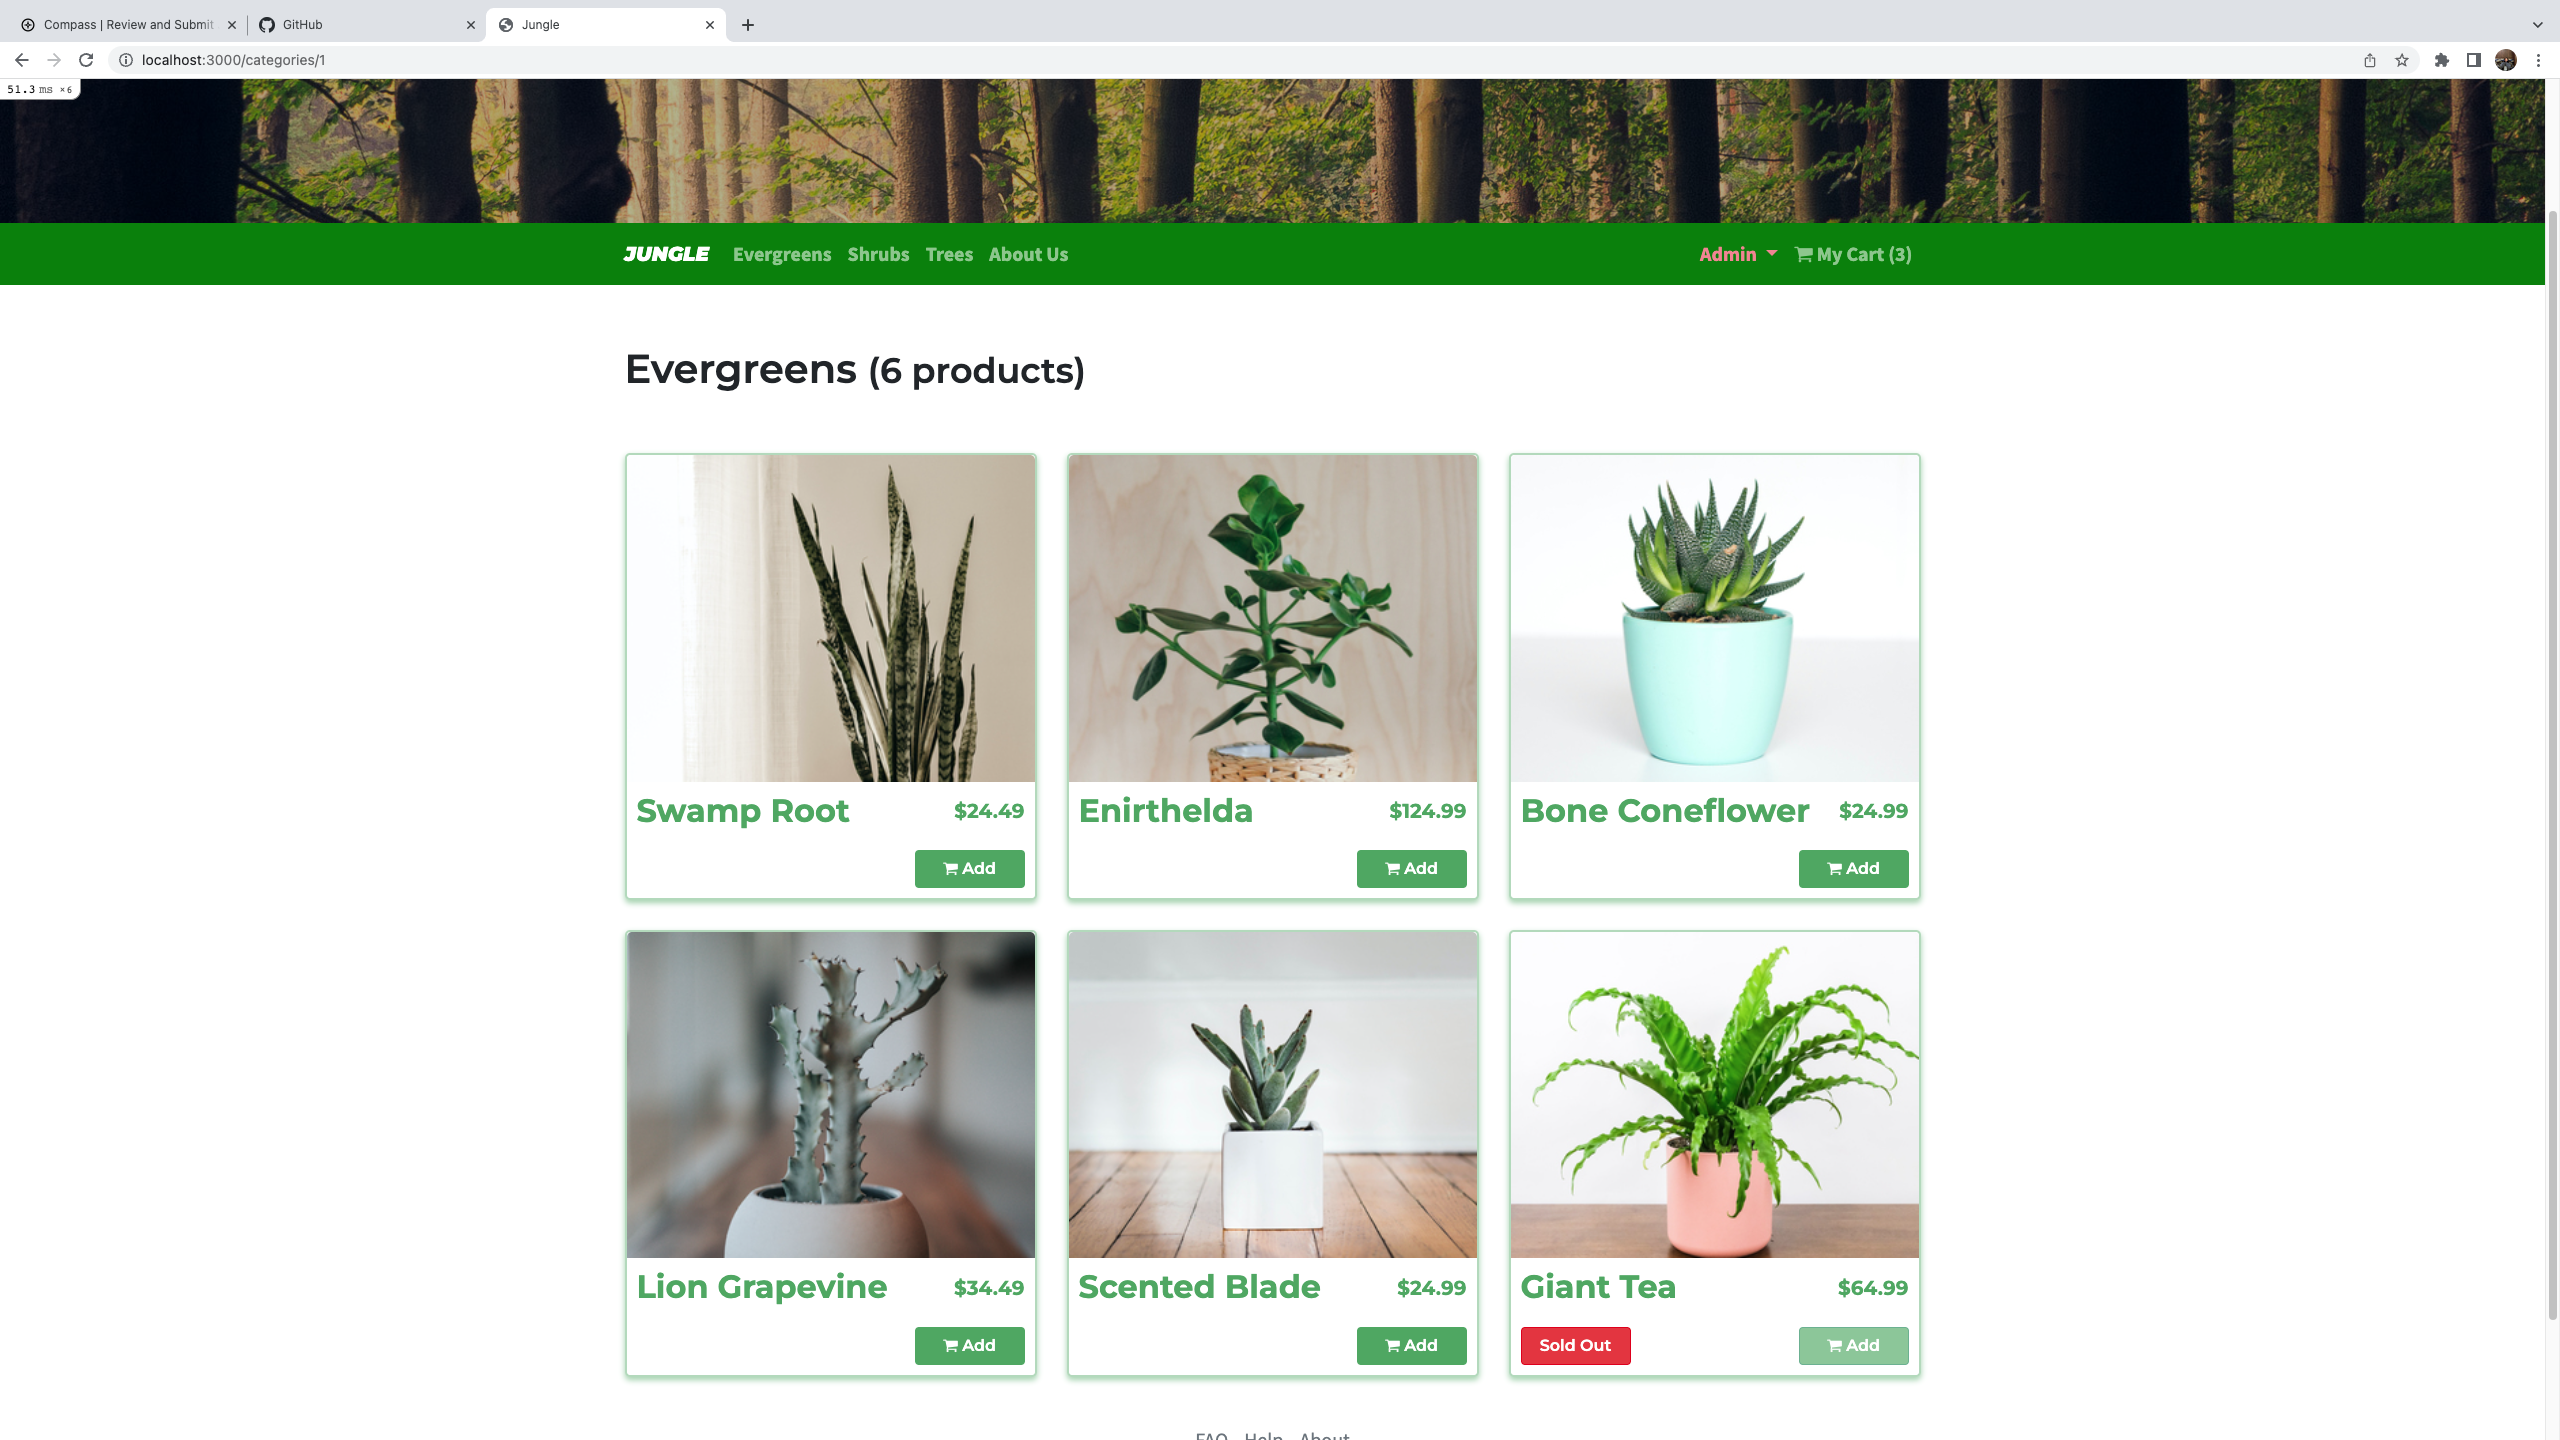 Compass | Review and Submit
GitHub
Jungle
localhost:3000/categories/1
51.3 ms ×6
JUNGLE Evergreens Shrubs Trees About Us Admin My Cart (3)
Evergreens (6 products)
Swamp Root $24.49
Add
Enirthelda $124.99
Add
Bone Coneflower $24.99
Add
Lion Grapevine $34.49
Add
Scented Blade $24.99
Add
Giant Tea $64.99
Sold Out Add
FAQ Help About